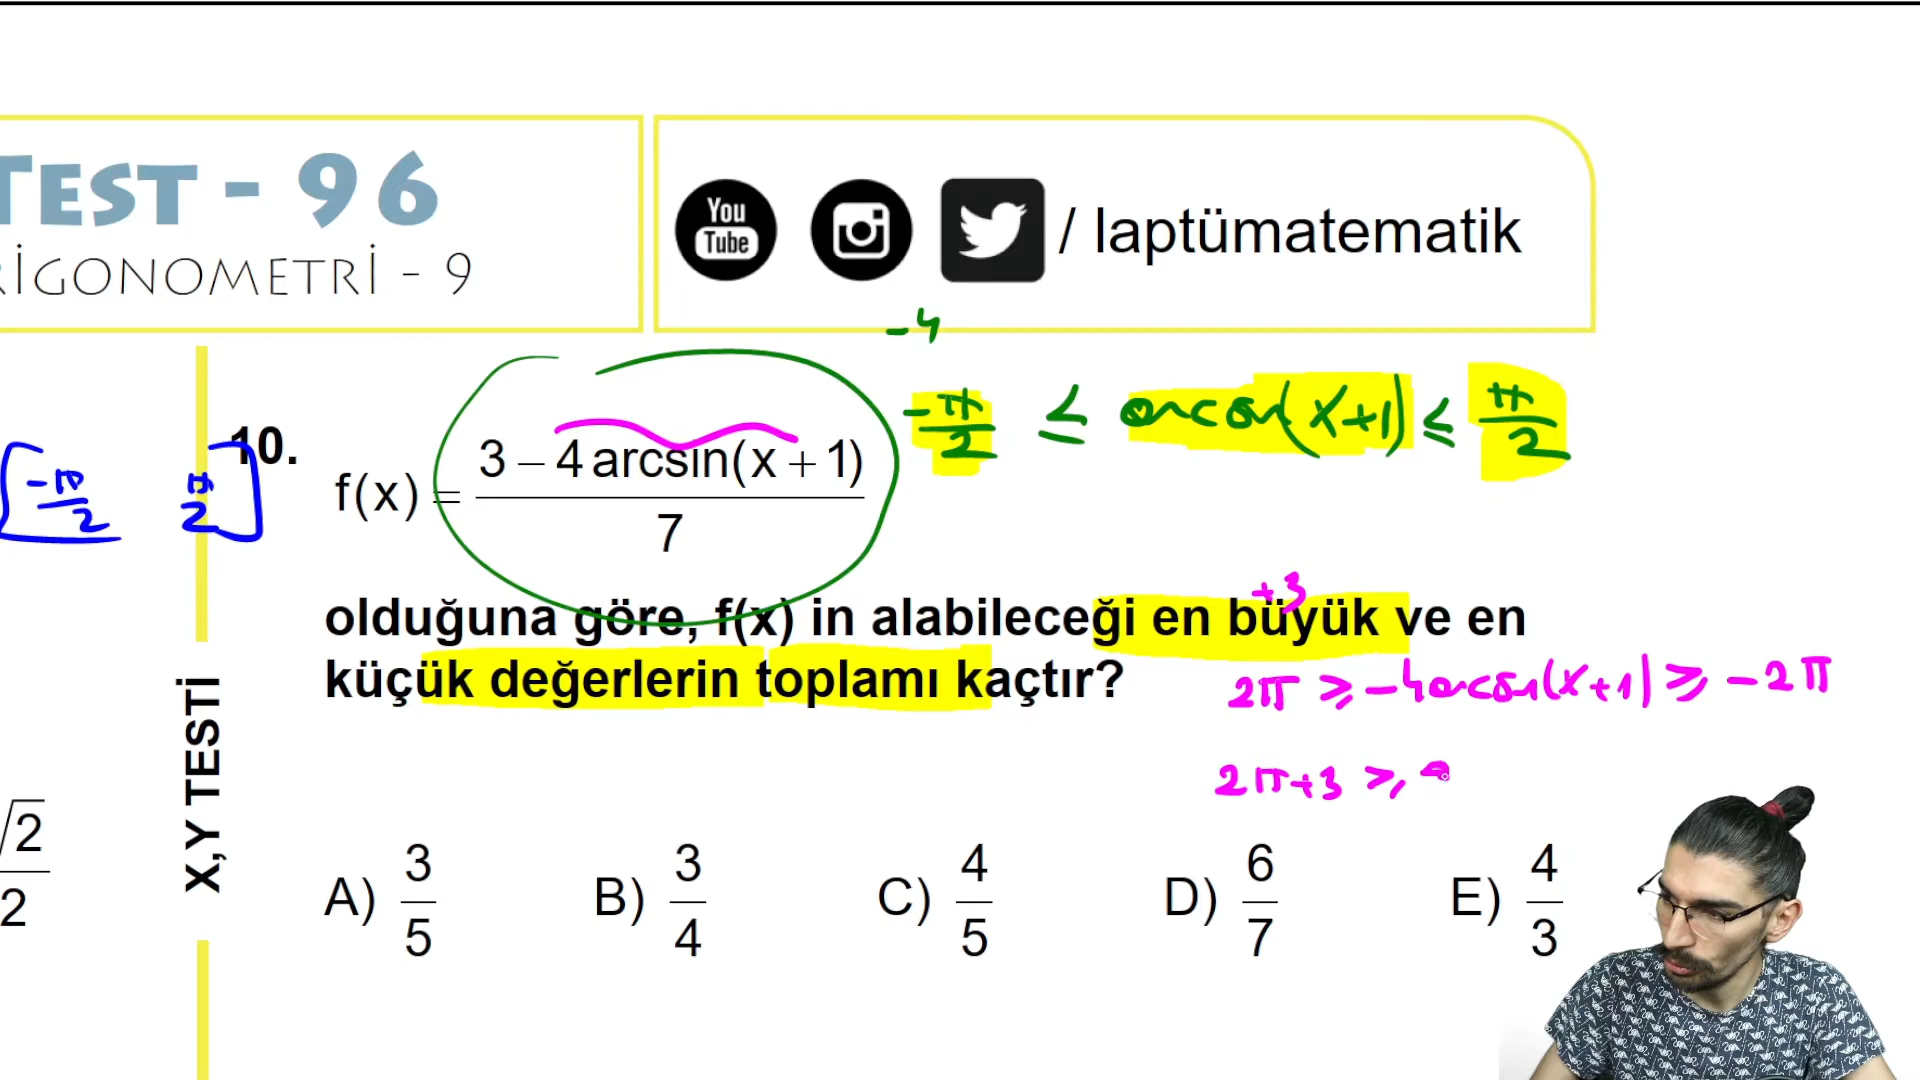 TEST - 96
RİGONOMETRİ - 9
You
Tube
/ laptümatematik
-4
10.
f(x) = 3 – 4 arcsin(x + 1) / 7
-π/2 ≤ arcsin(x+1) ≤ π/2
-π/2 π/2
+3
olduğuna göre, f(x) in alabileceği en büyük ve en
küçük değerlerin toplamı kaçtır?
2π ≥ -4arcsin(x+1) ≥ -2π
2π+3 ≥
X,Y TESTİ
√2/2
A) 3/5 B) 3/4 C) 4/5 D) 6/7 E) 4/3